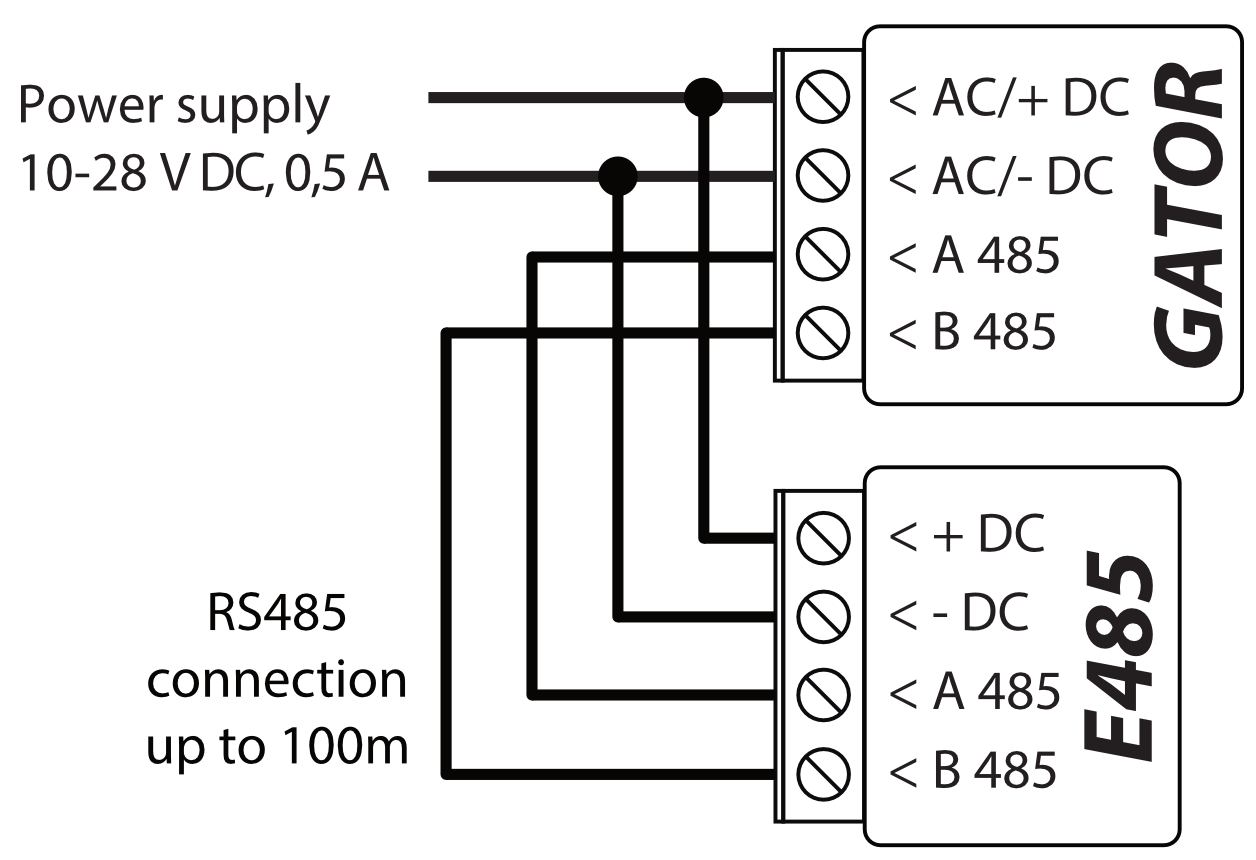 Power supply
10-28 V DC, 0,5 A
< AC/+ DC
< AC/- DC
< A 485
< B 485
GATOR
RS485
connection
up to 100m
< + DC
< - DC
< A 485
< B 485
E485